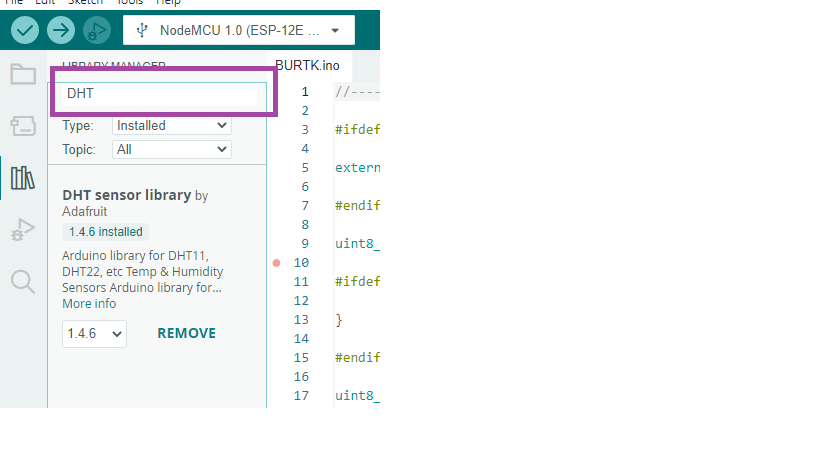 File Edit Sketch Tools Help
NodeMCU 1.0 (ESP-12E ...
LIBRARY MANAGER
BURTK.ino
DHT
Type: Installed
Topic: All
DHT sensor library by
Adafruit
1.4.6 installed
Arduino library for DHT11,
DHT22, etc Temp & Humidity
Sensors Arduino library for...
More info
1.4.6
REMOVE
1 //----
2
3 #ifdef
4
5 extern
6
7 #endif
8
9 uint8_
10
11 #ifdef
12
13 }
14
15 #endif
16
17 uint8_